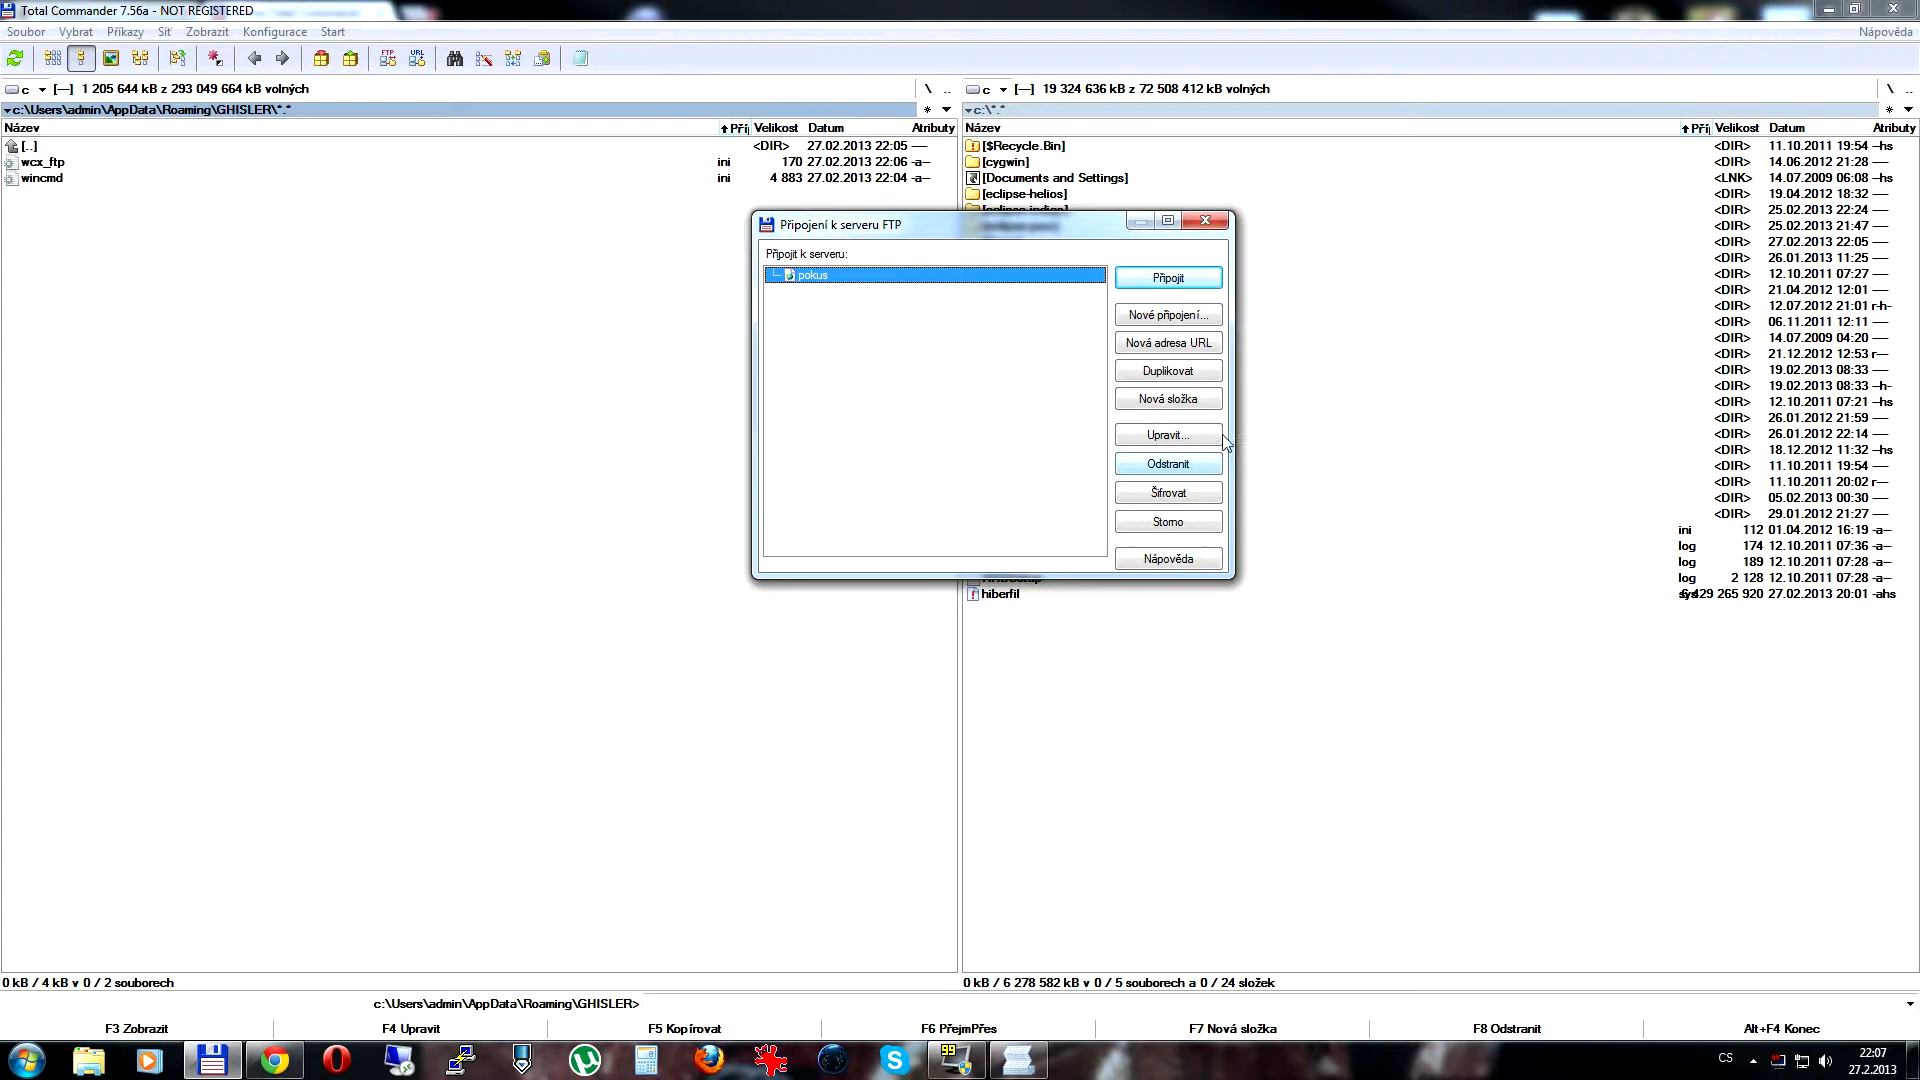 Total Commander 7.56a - NOT REGISTERED
Soubor Vybrat Příkazy Síť Zobrazit Konfigurace Start Nápověda
FTP URL
c [—] 1 205 644 kB z 293 049 664 kB volných \ ..
c [—] 19 324 636 kB z 72 508 412 kB volných \ ..
c:\Users\admin\AppData\Roaming\GHISLER\*.* * 
c:\*.* *
Název Pří Velikost Datum Atributy
[..] <DIR> 27.02.2013 22:05 —
wcx_ftp ini 170 27.02.2013 22:06 -a--
wincmd ini 4 883 27.02.2013 22:04 -a--
Název Pří Velikost Datum Atributy
[$Recycle.Bin] <DIR> 11.10.2011 19:54 --hs
[cygwin] <DIR> 14.06.2012 21:28 —
[Documents and Settings] <LNK> 14.07.2009 06:08 --hs
[eclipse-helios] <DIR> 19.04.2012 18:32 —
<DIR> 25.02.2013 22:24 —
<DIR> 25.02.2013 21:47 —
<DIR> 27.02.2013 22:05 —
<DIR> 26.01.2013 11:25 —
<DIR> 12.10.2011 07:27 —
<DIR> 21.04.2012 12:01 —
<DIR> 12.07.2012 21:01 r-h-
<DIR> 06.11.2011 12:11 —
<DIR> 14.07.2009 04:20 —
<DIR> 21.12.2012 12:53 r—
<DIR> 19.02.2013 08:33 —
<DIR> 19.02.2013 08:33 --h-
<DIR> 12.10.2011 07:21 --hs
<DIR> 26.01.2012 21:59 —
<DIR> 26.01.2012 22:14 —
<DIR> 18.12.2012 11:32 --hs
<DIR> 11.10.2011 19:54 —
<DIR> 11.10.2011 20:02 r—
<DIR> 05.02.2013 00:30 —
<DIR> 29.01.2012 21:27 —
ini 112 01.04.2012 16:19 -a--
log 174 12.10.2011 07:36 -a--
log 189 12.10.2011 07:28 -a--
log 2 128 12.10.2011 07:28 -a--
hiberfil sys 429 265 920 27.02.2013 20:01 -ahs
Připojení k serveru FTP
Připojit k serveru:
pokus
Připojit
Nové připojení...
Nová adresa URL
Duplikovat
Nová složka
Upravit...
Odstranit
Šifrovat
Storno
Nápověda
0 kB / 4 kB v 0 / 2 souborech
0 kB / 6 278 582 kB v 0 / 5 souborech a 0 / 24 složek
c:\Users\admin\AppData\Roaming\GHISLER>
F3 Zobrazit F4 Upravit F5 Kopírovat F6 PřejmPřes F7 Nová složka F8 Odstranit Alt+F4 Konec
99
CS
22:07
27.2.2013